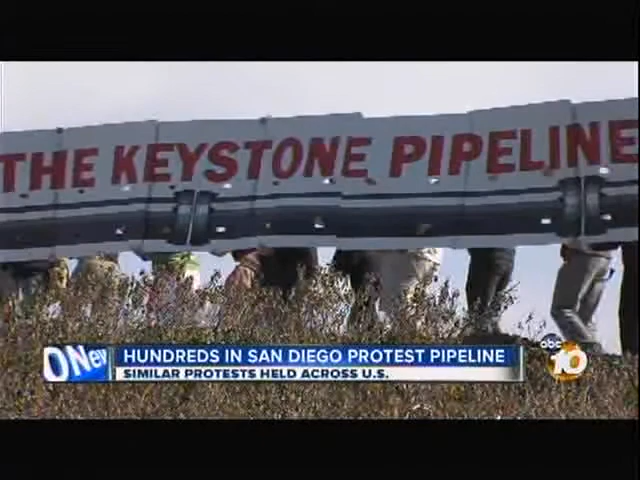 THE KEYSTONE PIPELINE
HUNDREDS IN SAN DIEGO PROTEST PIPELINE
SIMILAR PROTESTS HELD ACROSS U.S.
abc
10